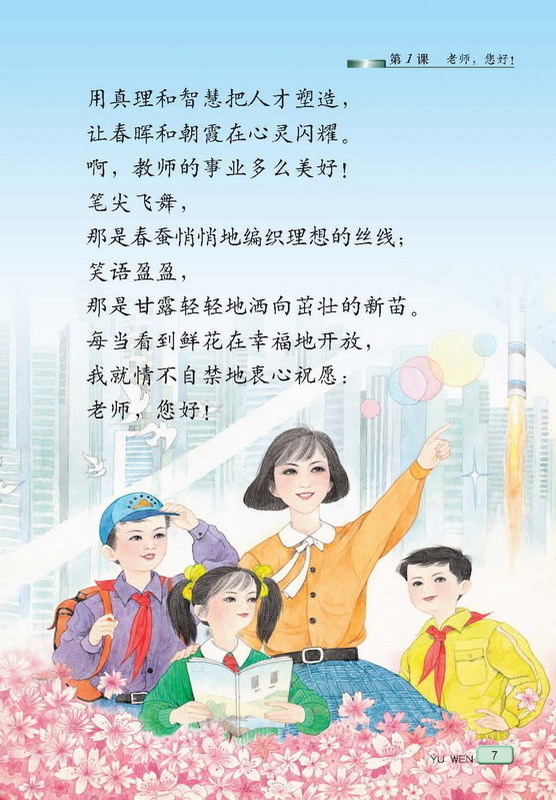 第1课 老师，您好！
用真理和智慧把人才塑造，
让春晖和朝霞在心灵闪耀。
啊，教师的事业多么美好！
笔尖飞舞，
那是春蚕悄悄地编织理想的丝线；
笑语盈盈，
那是甘露轻轻地洒向茁壮的新苗。
每当看到鲜花在幸福地开放，
我就情不自禁地衷心祝愿：
老师，您好！
YU WEN 7